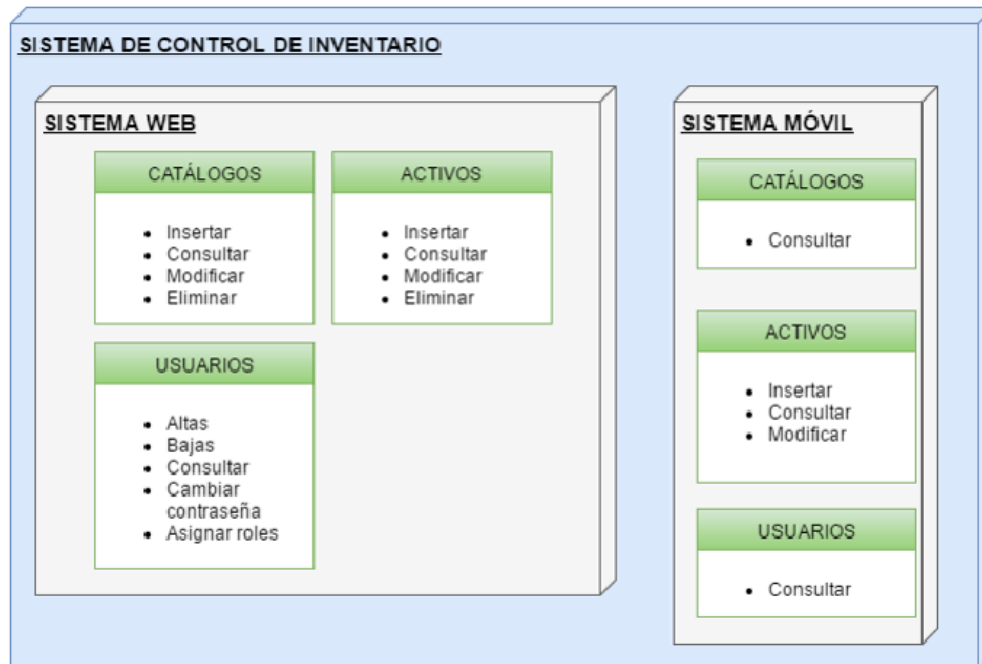 SISTEMA DE CONTROL DE INVENTARIO
SISTEMA WEB
CATÁLOGOS
• Insertar
• Consultar
• Modificar
• Eliminar
ACTIVOS
• Insertar
• Consultar
• Modificar
• Eliminar
USUARIOS
• Altas
• Bajas
• Consultar
• Cambiar
contraseña
• Asignar roles
SISTEMA MÓVIL
CATÁLOGOS
• Consultar
ACTIVOS
• Insertar
• Consultar
• Modificar
USUARIOS
• Consultar